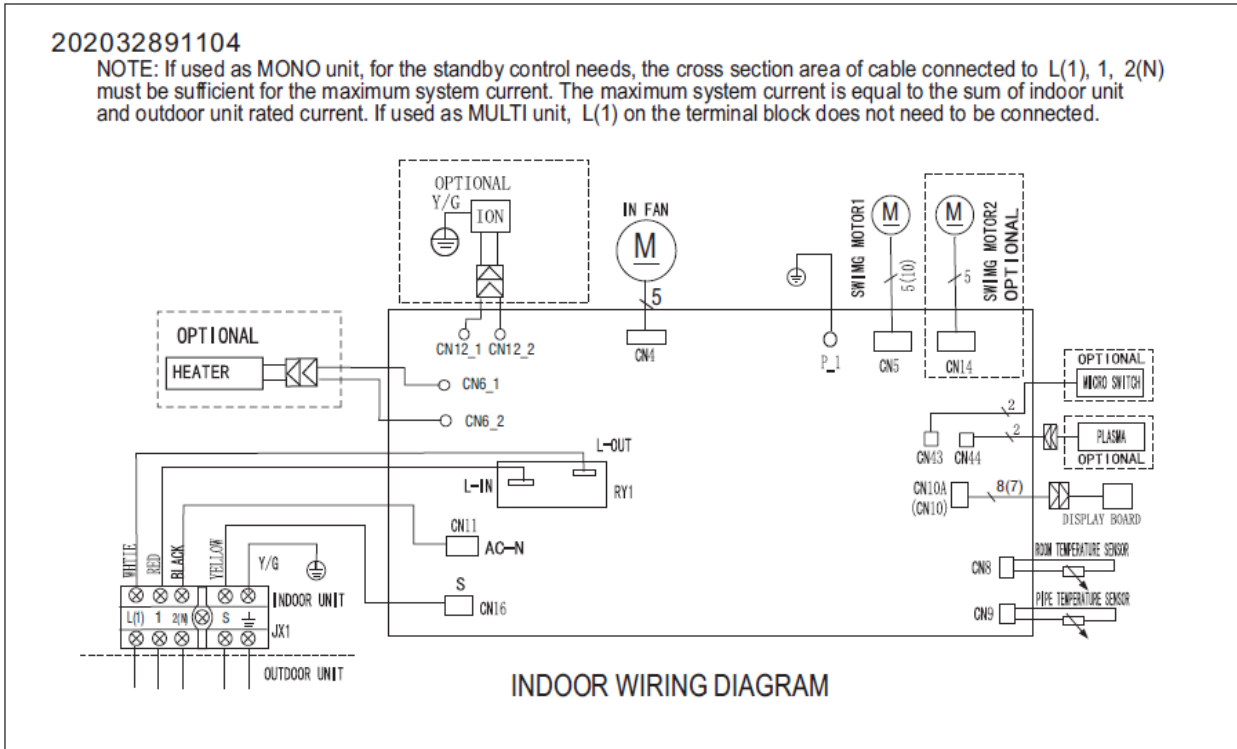 202032891104
NOTE: If used as MONO unit, for the standby control needs, the cross section area of cable connected to L(1), 1, 2(N)
must be sufficient for the maximum system current. The maximum system current is equal to the sum of indoor unit
and outdoor unit rated current. If used as MULTI unit, L(1) on the terminal block does not need to be connected.
OPTIONAL
Y/G
ION
CN12_1 CN12_2
IN FAN
M
5
CN4
P_1
SWIMG MOTOR1
M
5(10)
CN5
M
5
SWIMG MOTOR2
OPTIONAL
CN14
OPTIONAL
HEATER
CN6_1
CN6_2
OPTIONAL
MICRO SWITCH
2
CN43
2
CN44
PLASMA
OPTIONAL
L-OUT
L-IN
RY1
CN10A
(CN10)
8(7)
DISPLAY BOARD
CN11
AC-N
S
CN16
ROOM TEMPERATURE SENSOR
CN8
PIPE TEMPERATURE SENSOR
CN9
WHTIE
RED
BLACK
YELLOW
Y/G
INDOOR UNIT
L(1) 1 2(N) S
JX1
OUTDOOR UNIT
INDOOR WIRING DIAGRAM